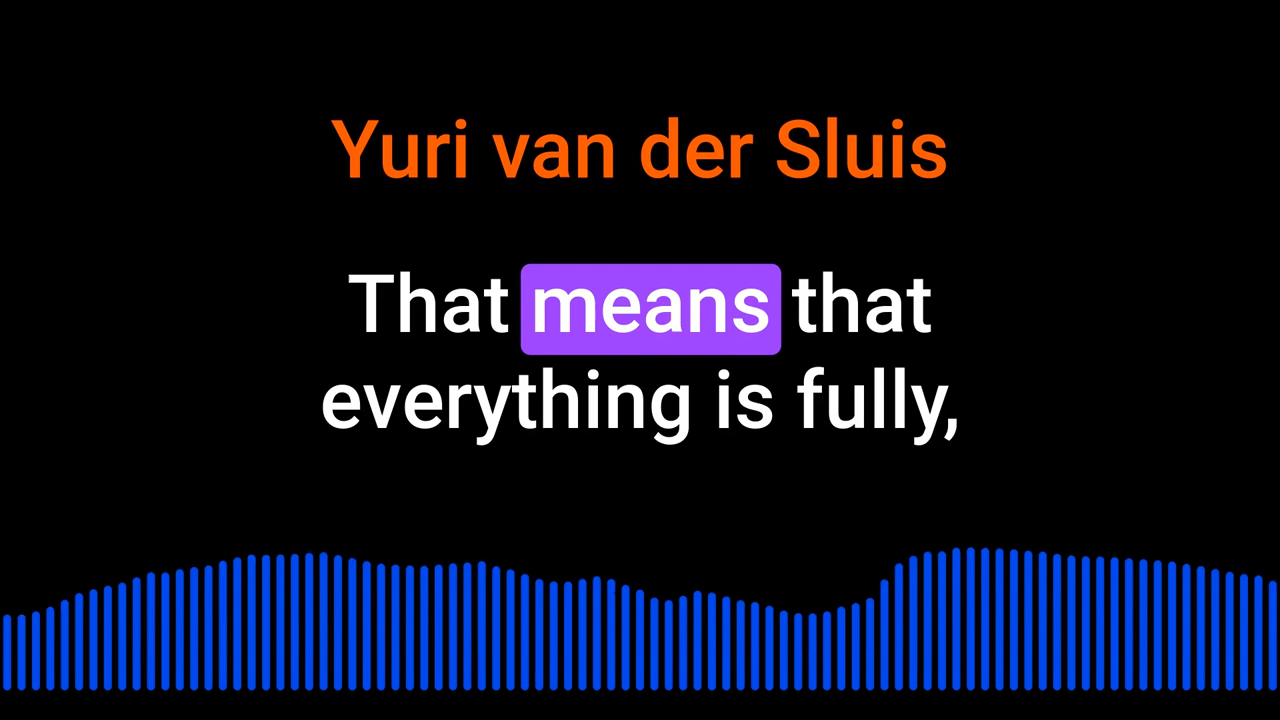 Yuri van der Sluis
That means that
everything is fully,